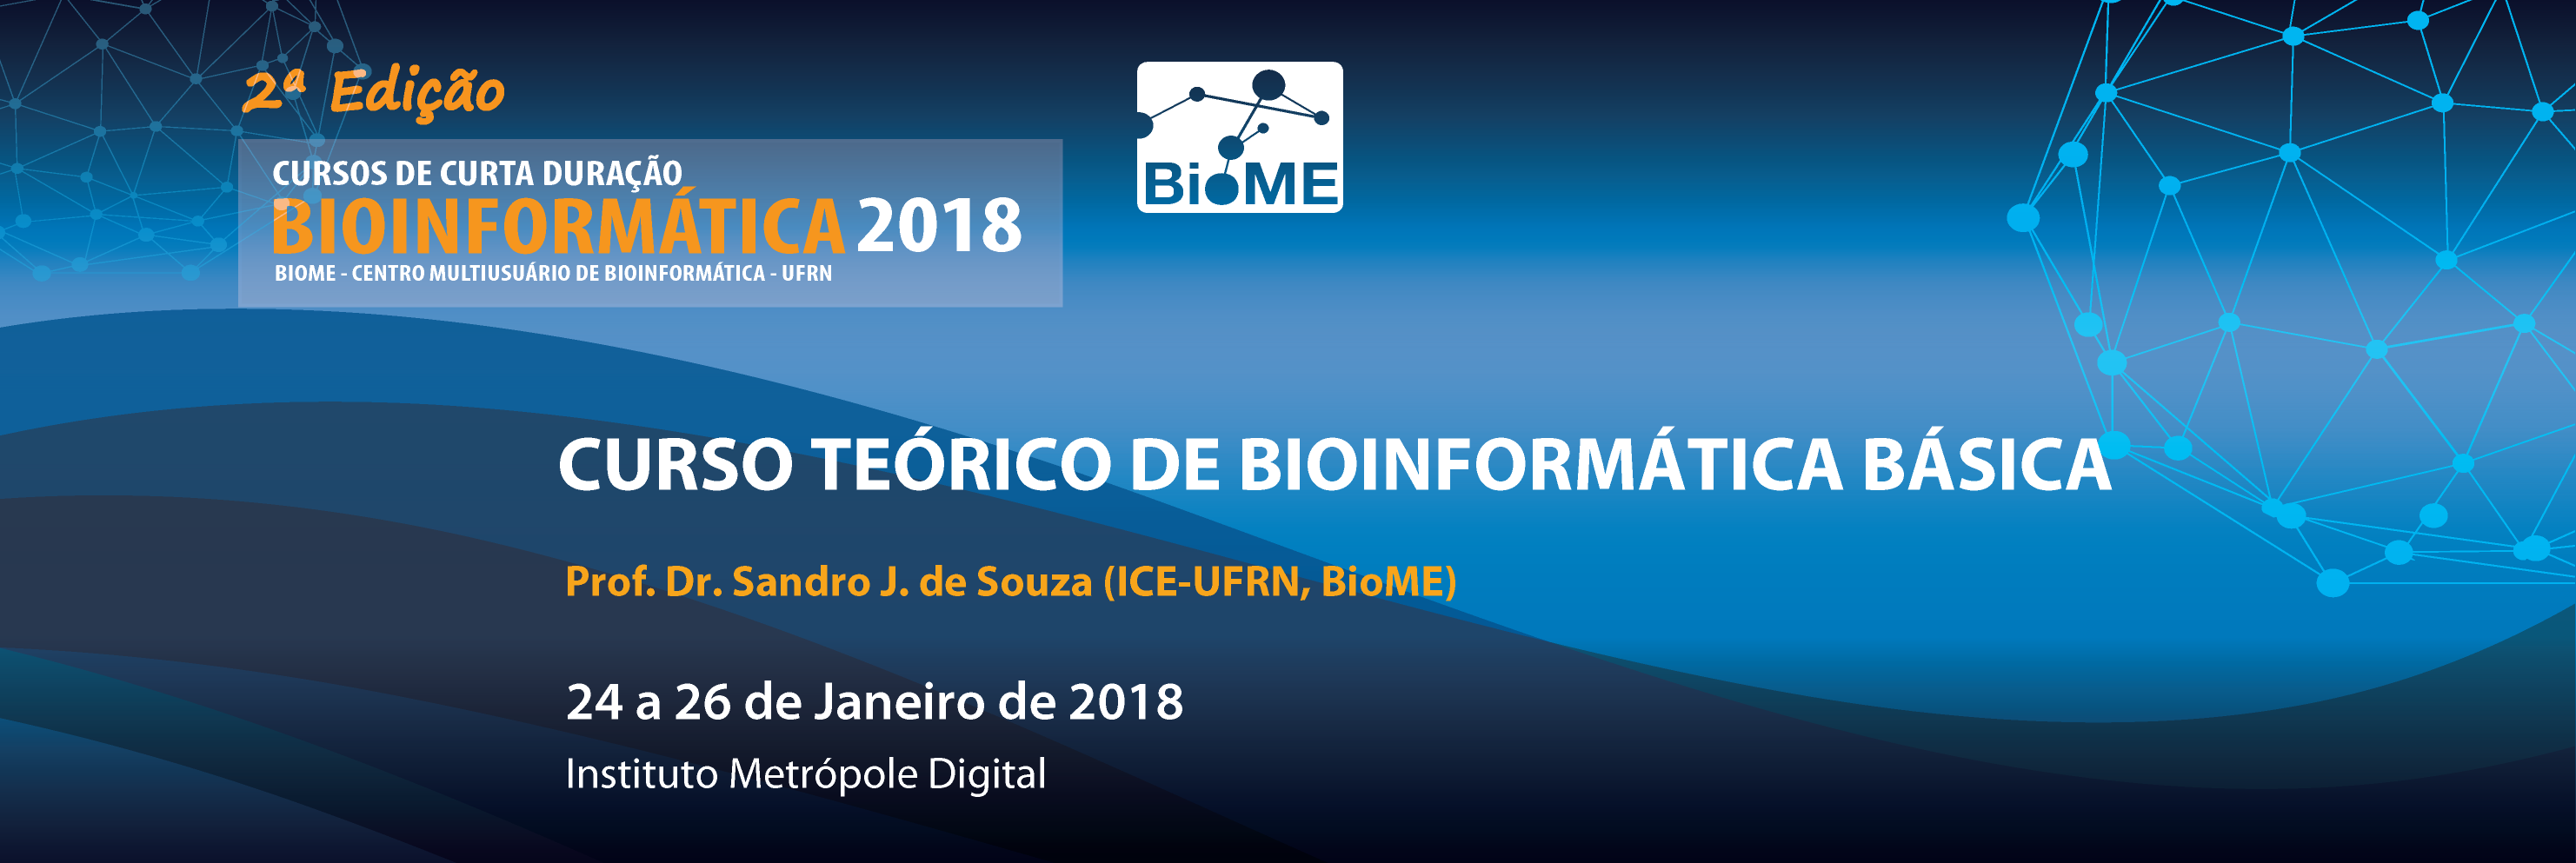 2ª Edição
CURSOS DE CURTA DURAÇÃO
BIOINFORMÁTICA 2018
BIOME - CENTRO MULTIUSUÁRIO DE BIOINFORMÁTICA - UFRN
BioME
CURSO TEÓRICO DE BIOINFORMÁTICA BÁSICA
Prof. Dr. Sandro J. de Souza (ICE-UFRN, BioME)
24 a 26 de Janeiro de 2018
Instituto Metrópole Digital